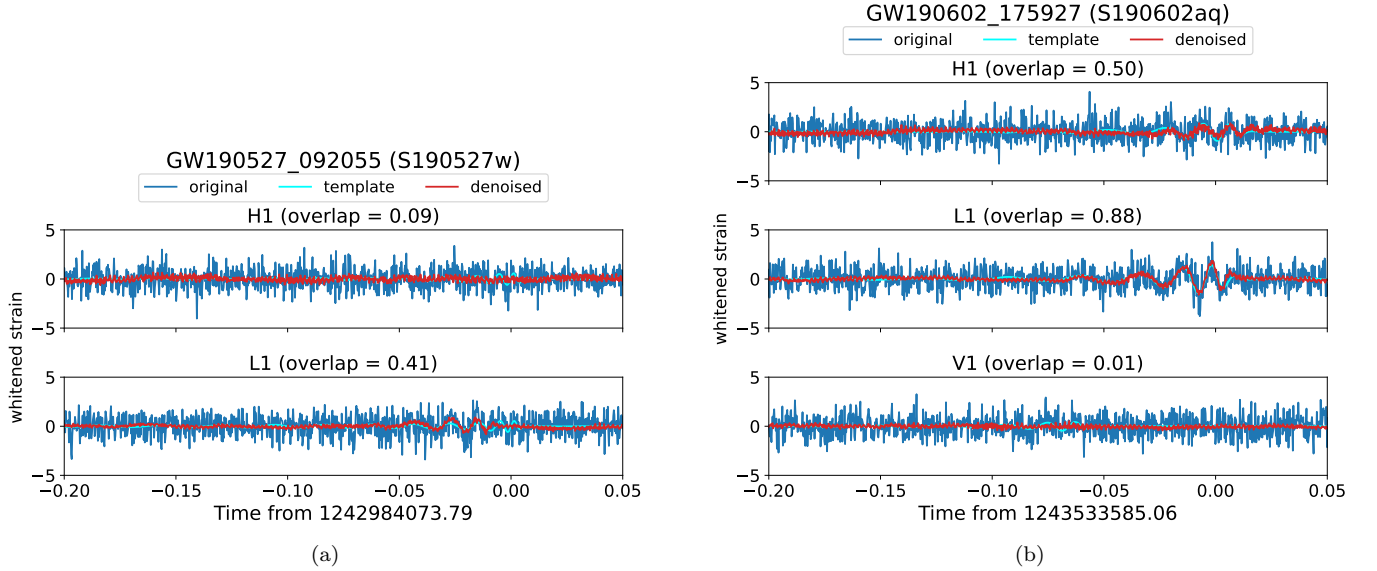 GW190527_092055 (S190527w)
original template denoised
H1 (overlap = 0.09)
5
0
−5
L1 (overlap = 0.41)
5
0
−5
whitened strain
−0.20 −0.15 −0.10 −0.05 0.00 0.05
Time from 1242984073.79
(a)
GW190602_175927 (S190602aq)
original template denoised
H1 (overlap = 0.50)
5
0
−5
L1 (overlap = 0.88)
5
0
−5
whitened strain
V1 (overlap = 0.01)
5
0
−5
−0.20 −0.15 −0.10 −0.05 0.00 0.05
Time from 1243533585.06
(b)